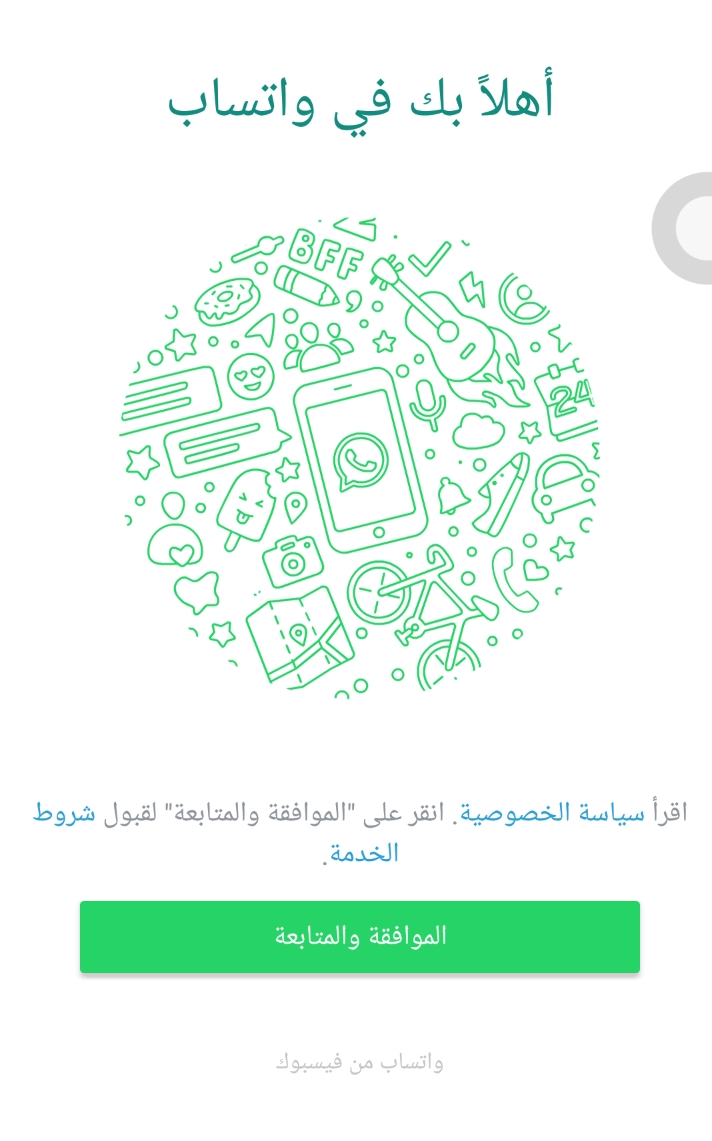 أهلاً بك في واتساب
BFF
24
اقرأ سياسة الخصوصية. انقر على "الموافقة والمتابعة" لقبول شروط
الخدمة.
الموافقة والمتابعة
واتساب من فيسبوك